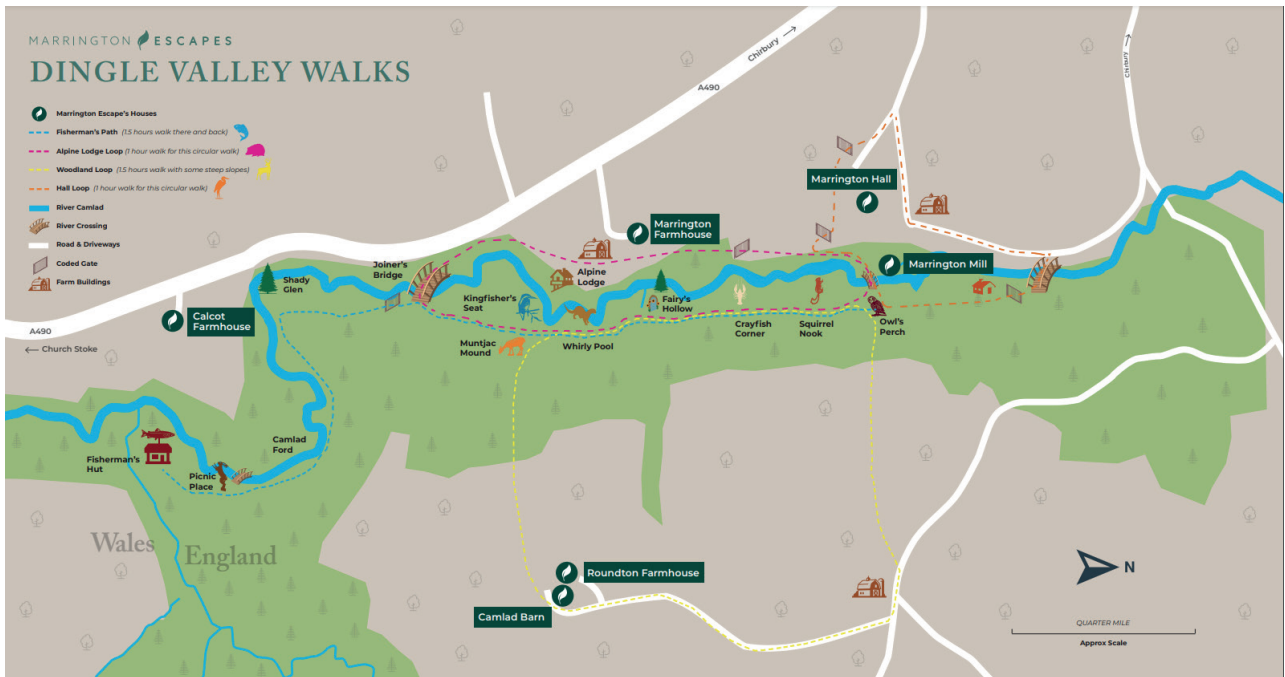 MARRINGTON ESCAPES
DINGLE VALLEY WALKS
Marrington Escape's Houses
Fisherman's Path (1.5 hours walk there and back)
Alpine Lodge Loop (1 hour walk for this circular walk)
Woodland Loop (1.5 hours walk with some steep slopes)
Hall Loop (1 hour walk for this circular walk)
River Camlad
River Crossing
Road & Driveways
Coded Gate
Farm Buildings
Chirbury
A490
Chirbury
Marrington Hall
Marrington
Farmhouse
Joiner's
Bridge
Alpine
Lodge
Marrington Mill
Shady
Glen
Kingfisher's
Seat
Fairy's
Hollow
Calcot
Farmhouse
A490
Church Stoke
Muntjac
Mound
Whirly Pool
Crayfish
Corner
Squirrel
Nook
Owl's
Perch
Camlad
Ford
Fisherman's
Hut
Picnic
Place
Wales
England
Roundton Farmhouse
Camlad Barn
N
QUARTER MILE
Approx Scale